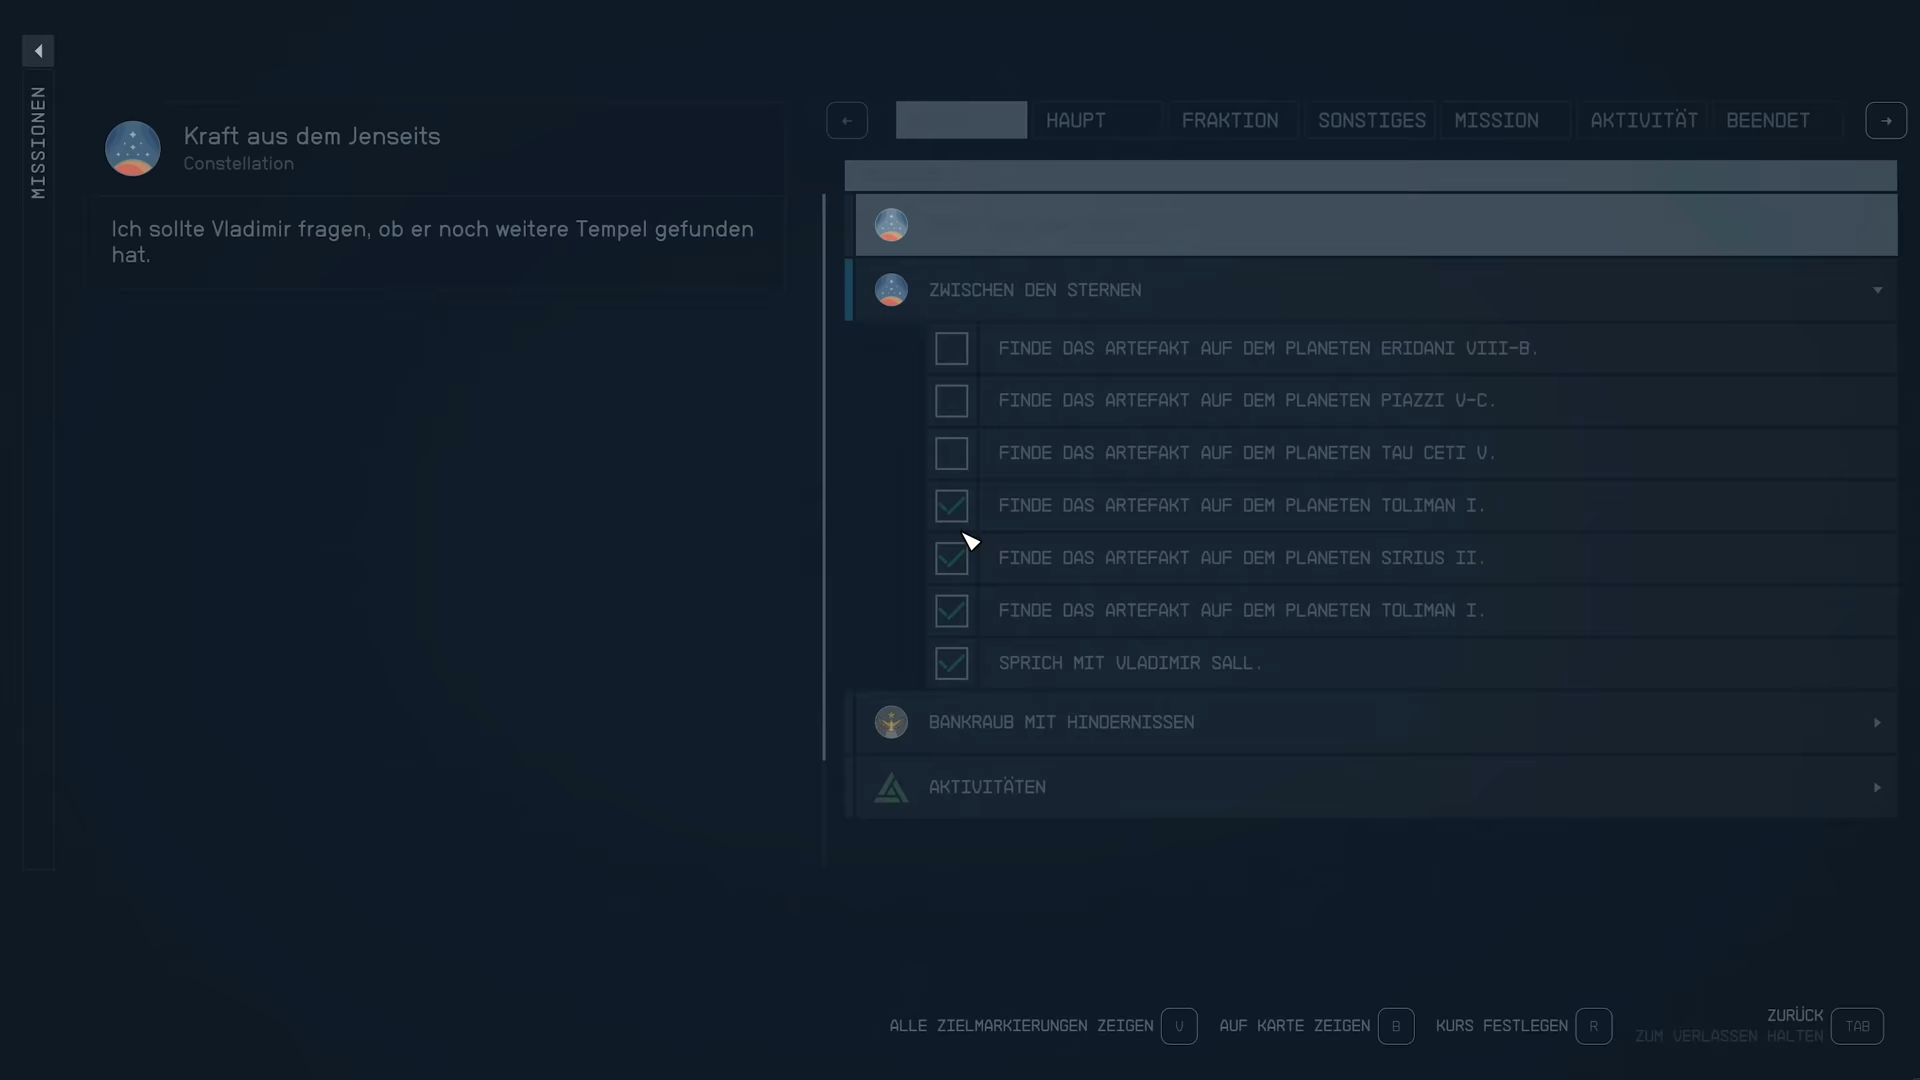 MISSIONEN
Kraft aus dem Jenseits
Constellation
Ich sollte Vladimir fragen, ob er noch weitere Tempel gefunden
hat.
HAUPT
FRAKTION
SONSTIGES
MISSION
AKTIVITÄT
BEENDET
ZWISCHEN DEN STERNEN
FINDE DAS ARTEFAKT AUF DEM PLANETEN ERIDANI VIII-B.
FINDE DAS ARTEFAKT AUF DEM PLANETEN PIAZZI V-C.
FINDE DAS ARTEFAKT AUF DEM PLANETEN TAU CETI V.
FINDE DAS ARTEFAKT AUF DEM PLANETEN TOLIMAN I.
FINDE DAS ARTEFAKT AUF DEM PLANETEN SIRIUS II.
FINDE DAS ARTEFAKT AUF DEM PLANETEN TOLIMAN I.
SPRICH MIT VLADIMIR SALL.
BANKRAUB MIT HINDERNISSEN
AKTIVITÄTEN
ALLE ZIELMARKIERUNGEN ZEIGEN V
AUF KARTE ZEIGEN B
KURS FESTLEGEN R
ZURÜCK TAB
ZUM VERLASSEN HALTEN